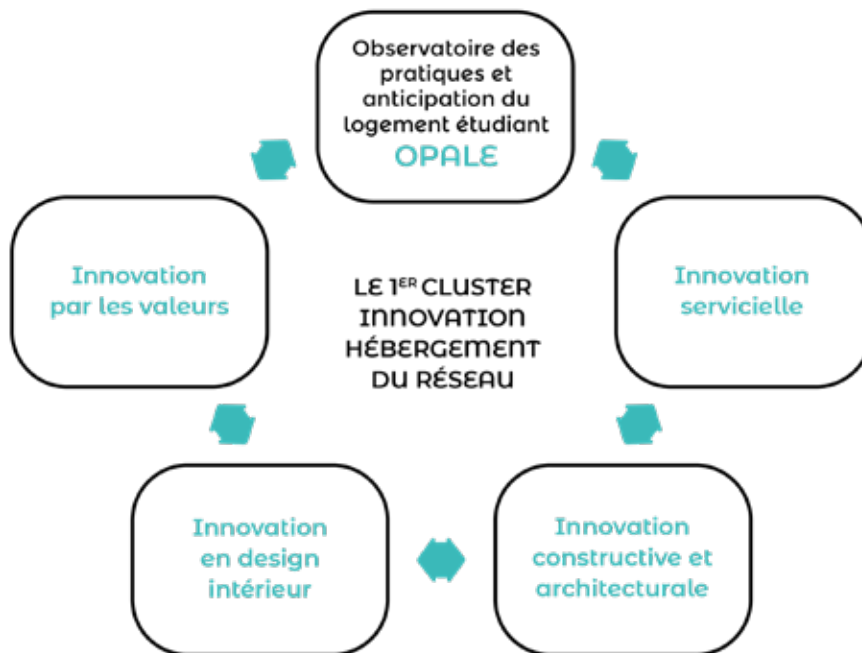 Observatoire des
pratiques et
anticipation du
logement étudiant
OPALE
Innovation
par les valeurs
LE 1ER CLUSTER
INNOVATION
HÉBERGEMENT
DU RÉSEAU
Innovation
servicielle
Innovation
en design
intérieur
Innovation
constructive et
architecturale